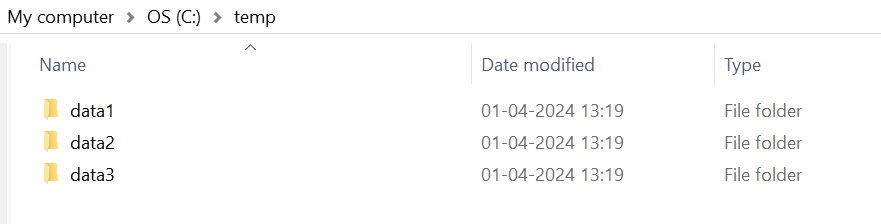 My computer > OS (C:) > temp
Name Date modified Type
data1 01-04-2024 13:19 File folder
data2 01-04-2024 13:19 File folder
data3 01-04-2024 13:19 File folder